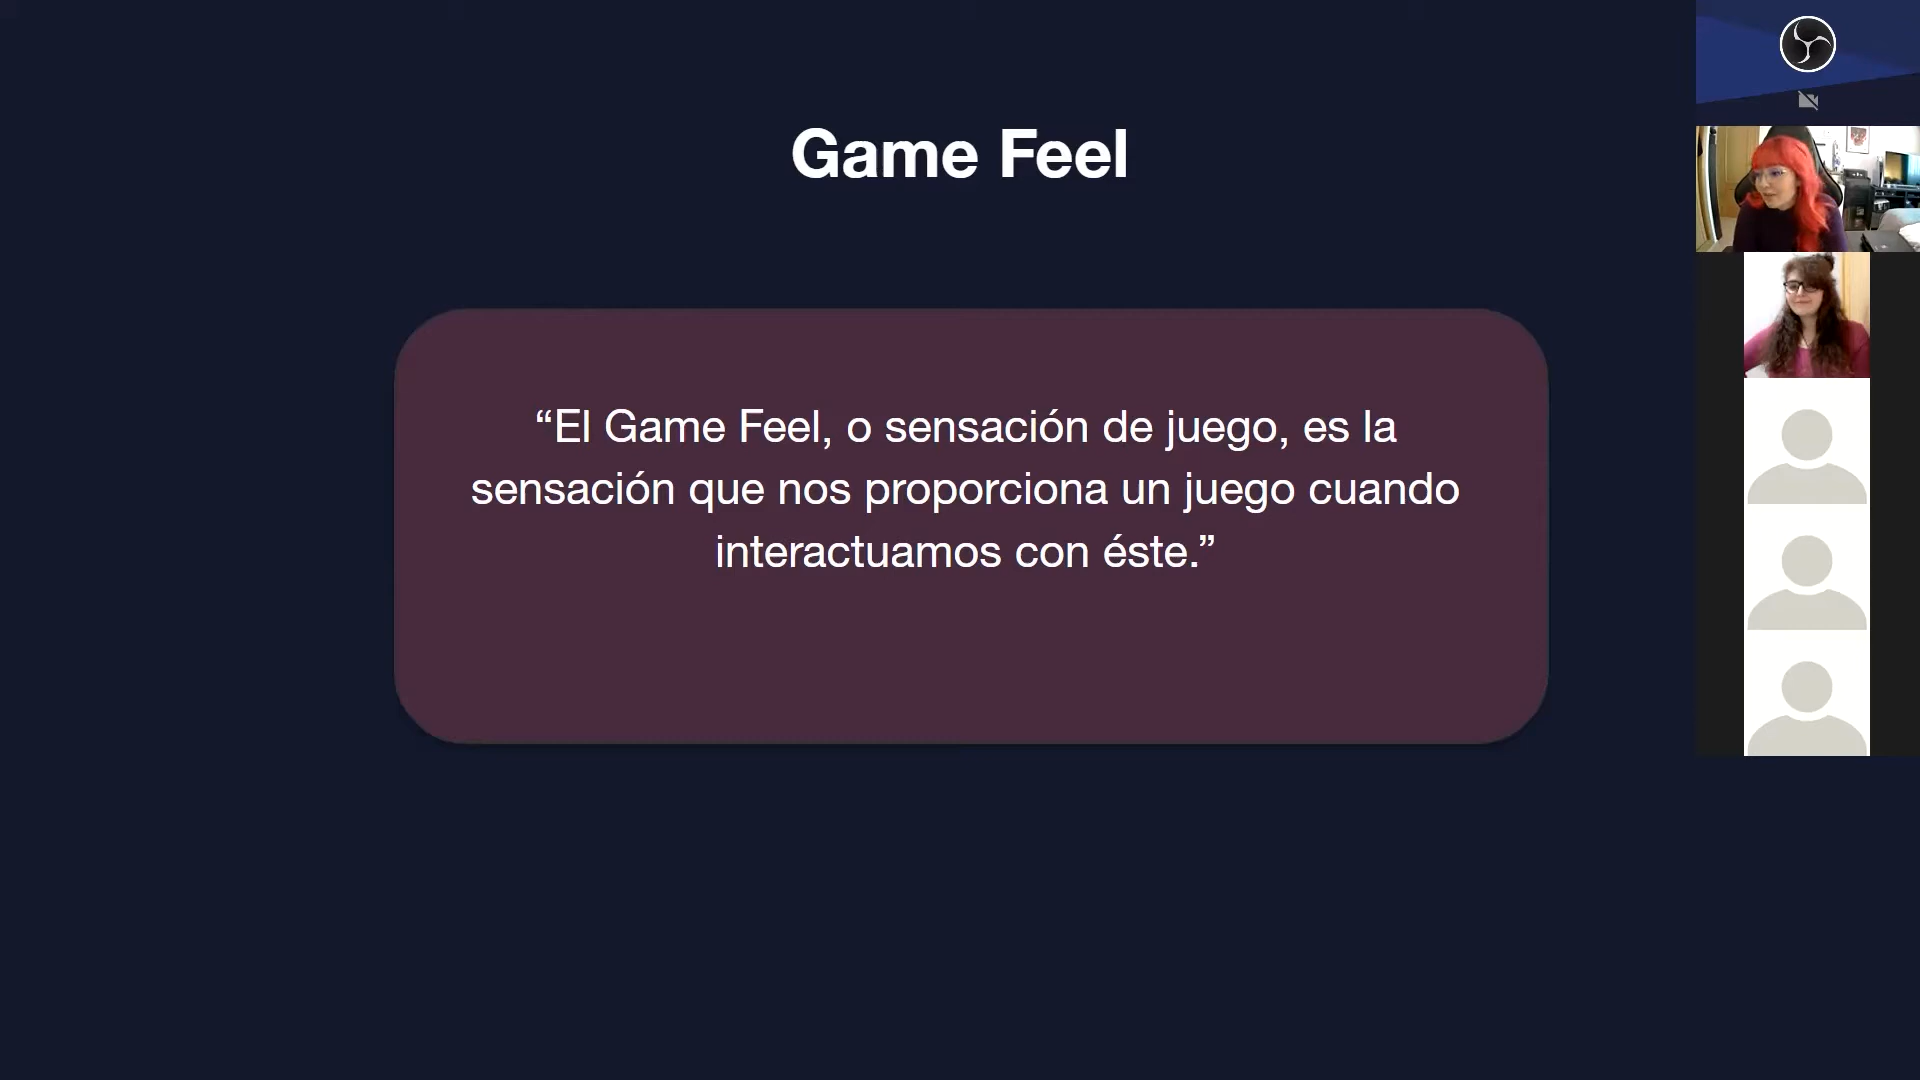 Game Feel
“El Game Feel, o sensación de juego, es la
sensación que nos proporciona un juego cuando
interactuamos con éste.”